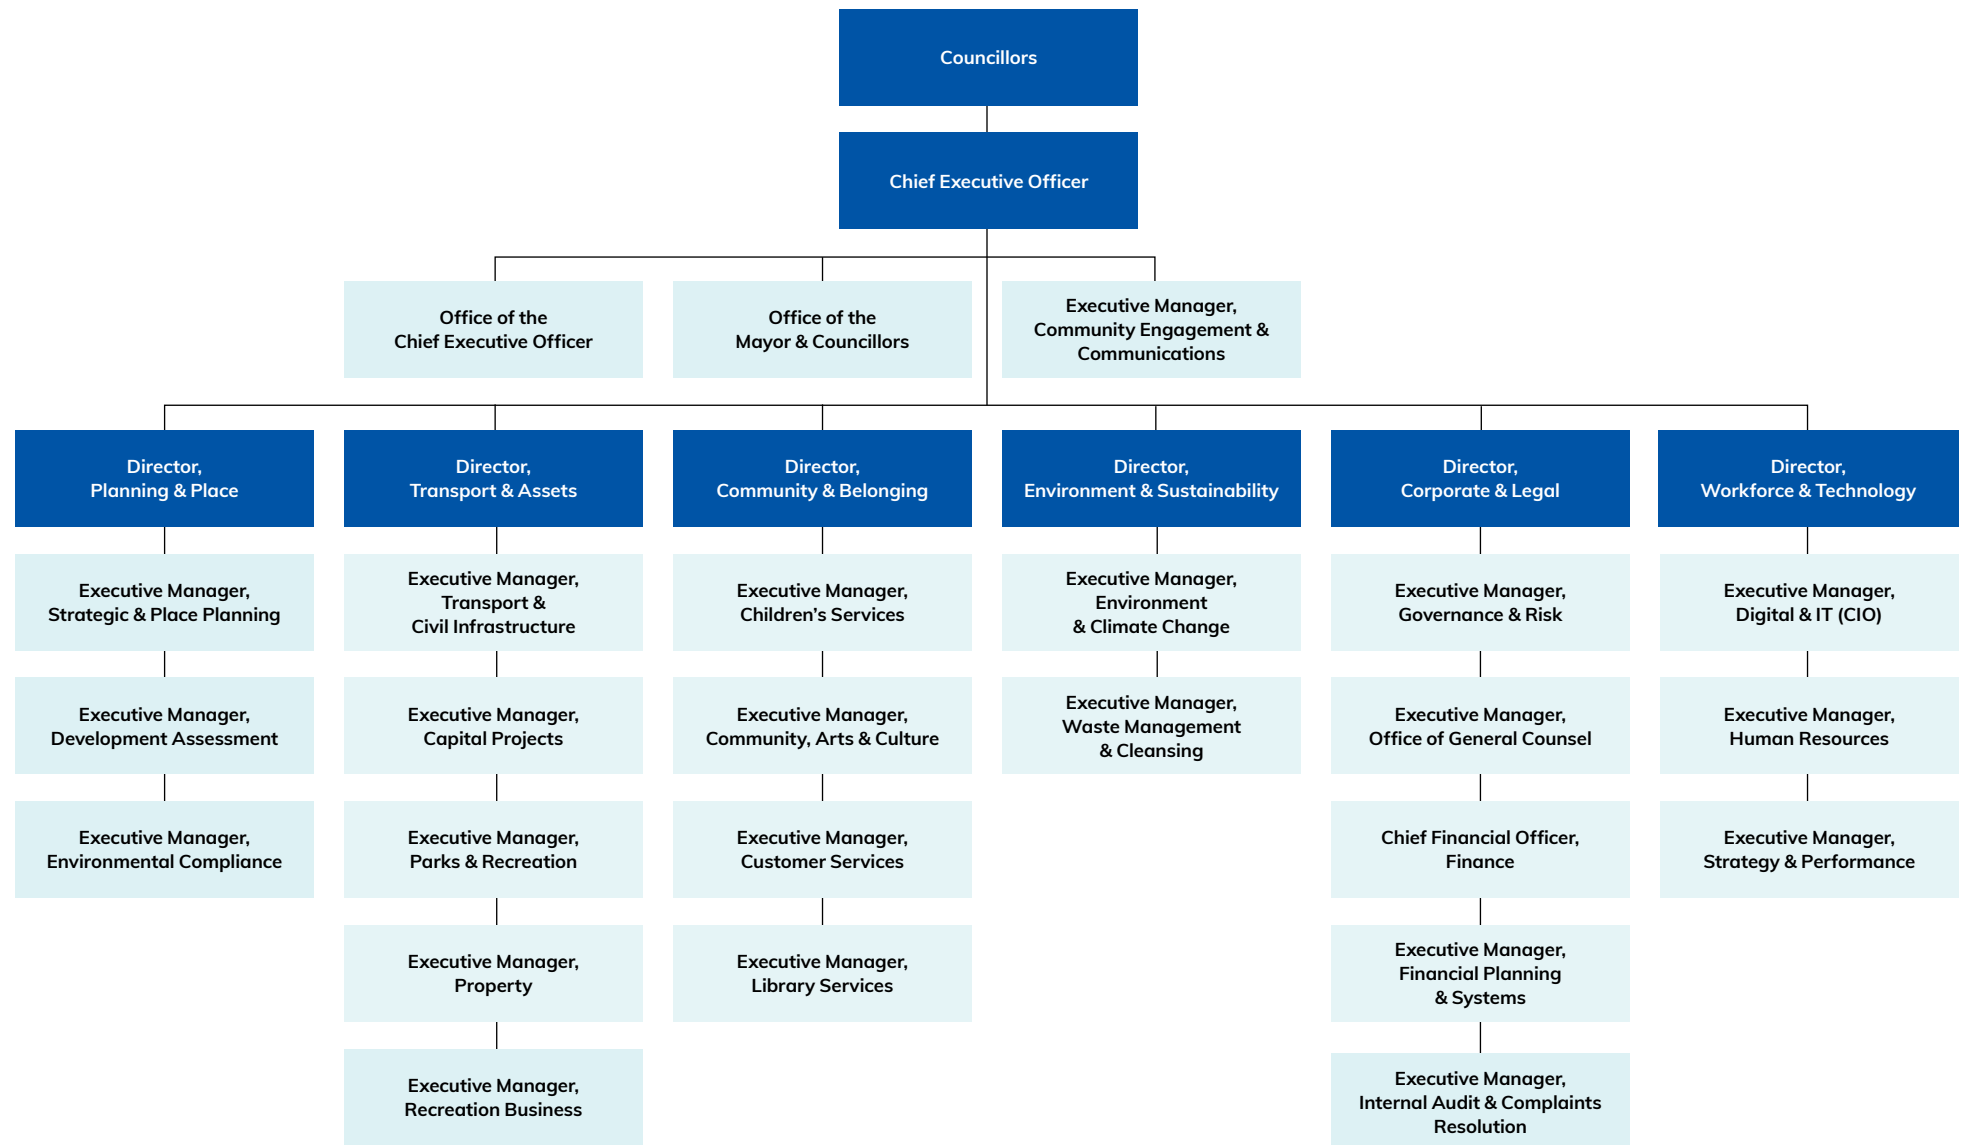 Councillors
Chief Executive Officer
Office of the
Chief Executive Officer
Office of the
Mayor & Councillors
Executive Manager,
Community Engagement &
Communications
Director,
Planning & Place
Director,
Transport & Assets
Director,
Community & Belonging
Director,
Environment & Sustainability
Director,
Corporate & Legal
Director,
Workforce & Technology
Executive Manager,
Strategic & Place Planning
Executive Manager,
Transport &
Civil Infrastructure
Executive Manager,
Children’s Services
Executive Manager,
Environment
& Climate Change
Executive Manager,
Governance & Risk
Executive Manager,
Digital & IT (CIO)
Executive Manager,
Development Assessment
Executive Manager,
Capital Projects
Executive Manager,
Community, Arts & Culture
Executive Manager,
Waste Management
& Cleansing
Executive Manager,
Office of General Counsel
Executive Manager,
Human Resources
Executive Manager,
Environmental Compliance
Executive Manager,
Parks & Recreation
Executive Manager,
Customer Services
Chief Financial Officer,
Finance
Executive Manager,
Strategy & Performance
Executive Manager,
Property
Executive Manager,
Library Services
Executive Manager,
Financial Planning
& Systems
Executive Manager,
Recreation Business
Executive Manager,
Internal Audit & Complaints
Resolution